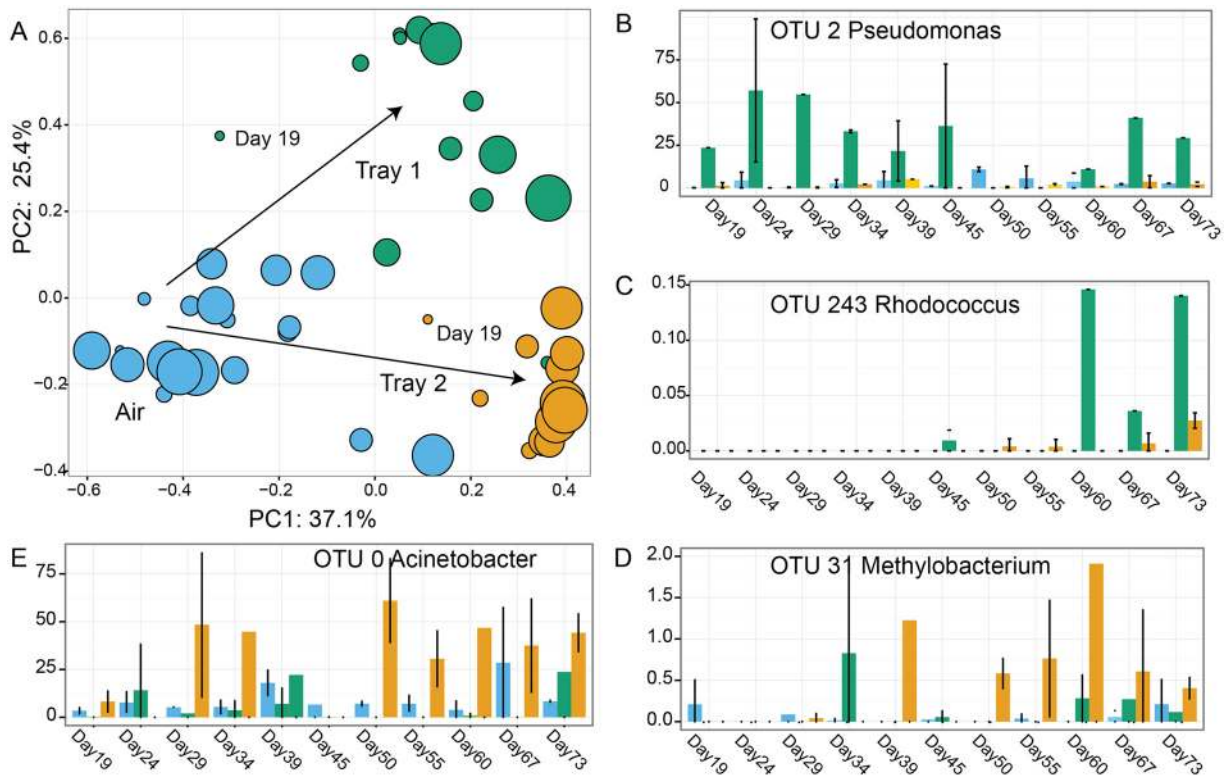 A
PC2: 25.4%
0.6
0.4
0.2
0.0
−0.2
−0.4
Day 19
Tray 1
Day 19
Tray 2
Air
−0.6
−0.4
−0.2
0.0
0.2
0.4
PC1: 37.1%
B
OTU 2 Pseudomonas
75
50
25
0
Day19
Day24
Day29
Day34
Day39
Day45
Day50
Day55
Day60
Day67
Day73
C
OTU 243 Rhodococcus
0.15
0.10
0.05
0.00
Day19
Day24
Day29
Day34
Day39
Day45
Day50
Day55
Day60
Day67
Day73
E
OTU 0 Acinetobacter
75
50
25
0
Day19
Day24
Day29
Day34
Day39
Day45
Day50
Day55
Day60
Day67
Day73
D
OTU 31 Methylobacterium
2.0
1.5
1.0
0.5
0.0
Day19
Day24
Day29
Day34
Day39
Day45
Day50
Day55
Day60
Day67
Day73